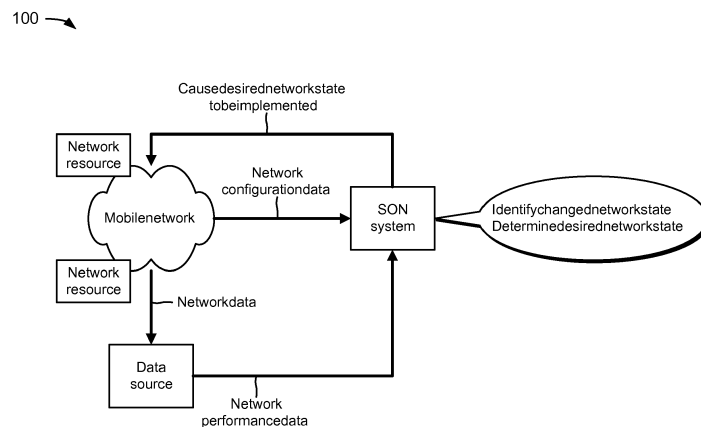 100
Causedesirednetworkstate
tobeimplemented
Network
resource
Network
configurationdata
Mobilenetwork
SON
system
Identifychangednetworkstate
Determinedesirednetworkstate
Network
resource
Networkdata
Data
source
Network
performancedata